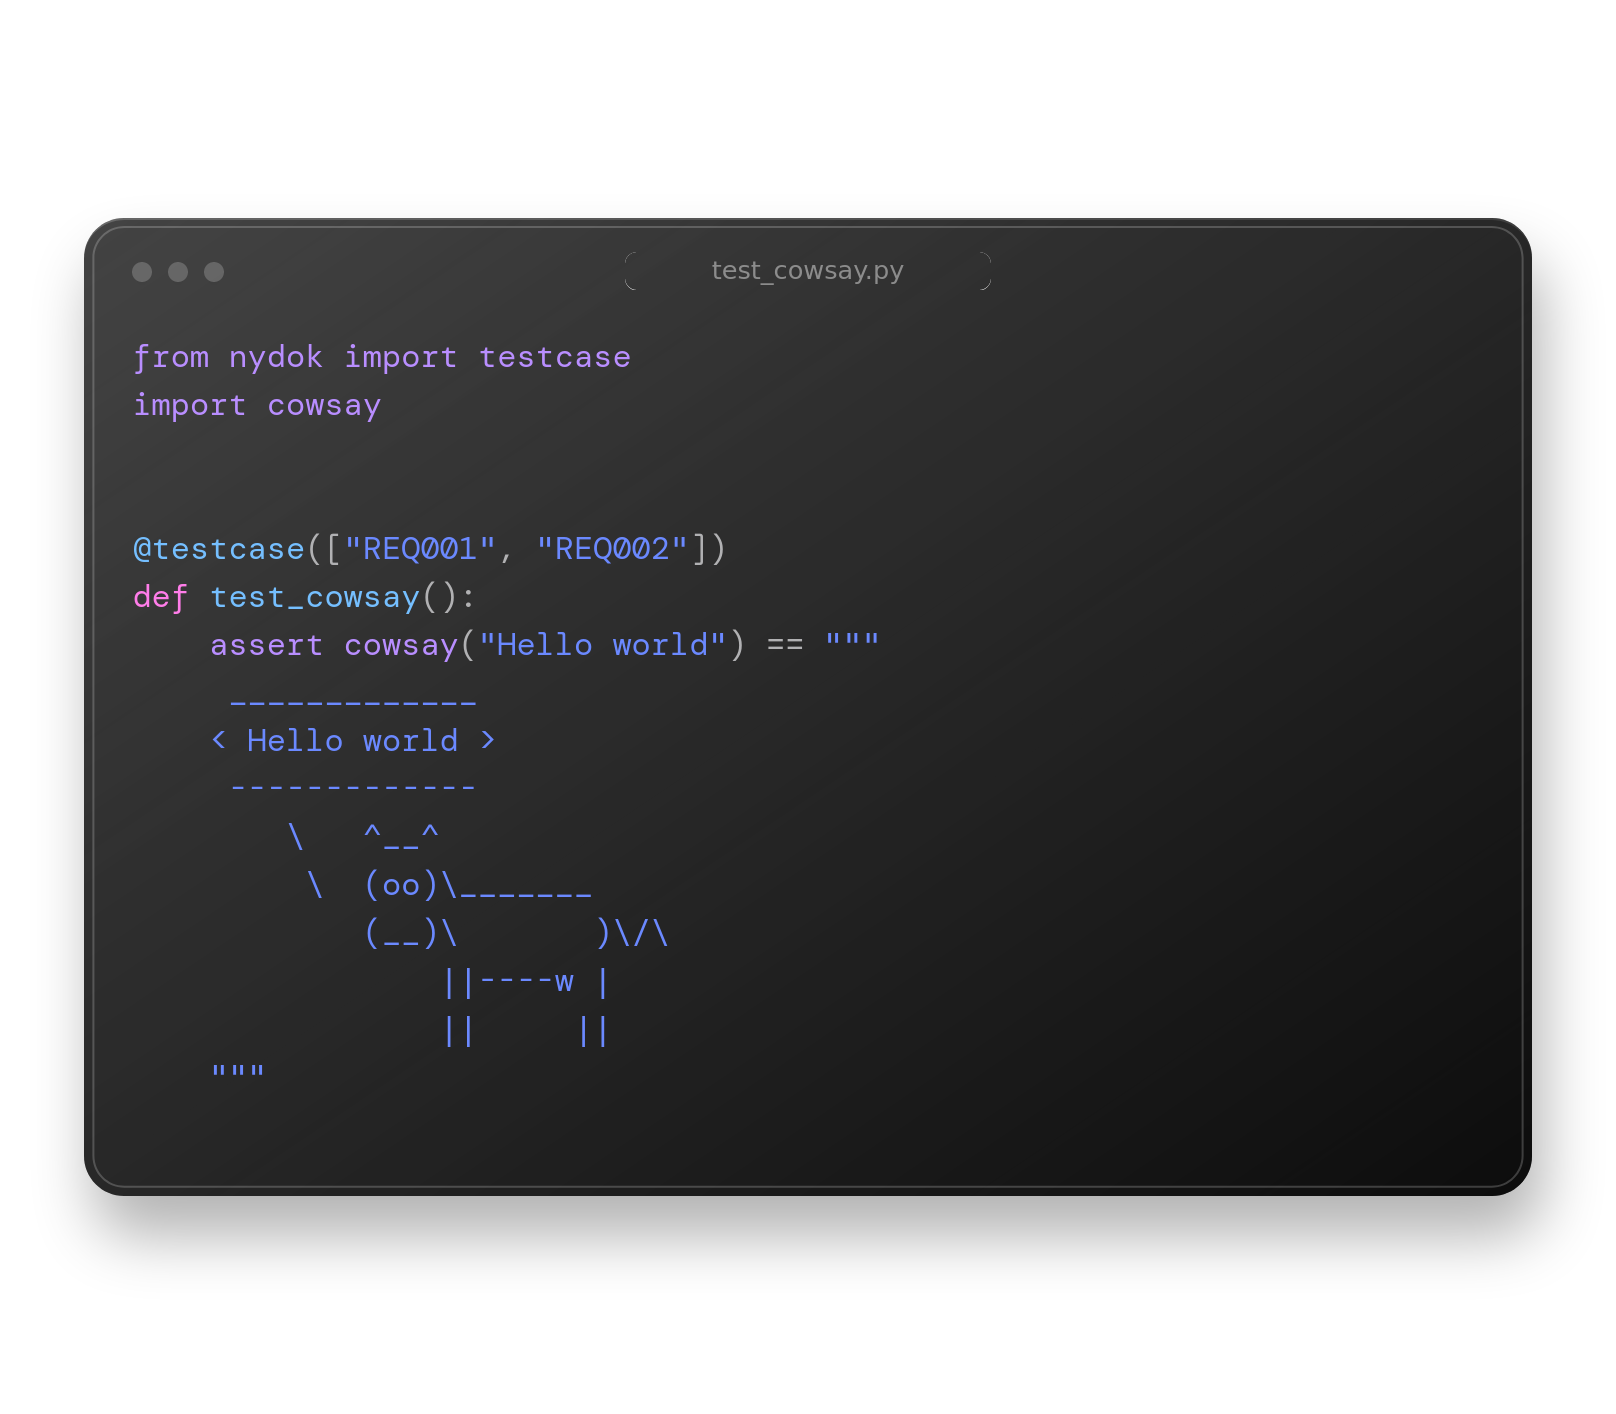 test_cowsay.py
from nydok import testcase
import cowsay


@testcase(["REQ001", "REQ002"])
def test_cowsay():
    assert cowsay("Hello world") == """
     _____________
    < Hello world >
     -------------
        \   ^__^
         \  (oo)\_______
            (__)\       )\/\
                ||----w |
                ||     ||
    """